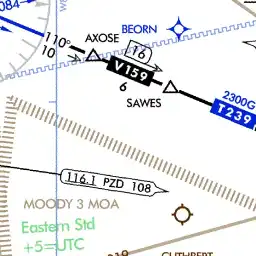 084
BEORN
AXOSE
110°
10
16
V159
6
SAWES
2300G
T239
116.1 PZD 108
MOODY 3 MOA
Eastern Std
+5=UTC
CUTHBERT